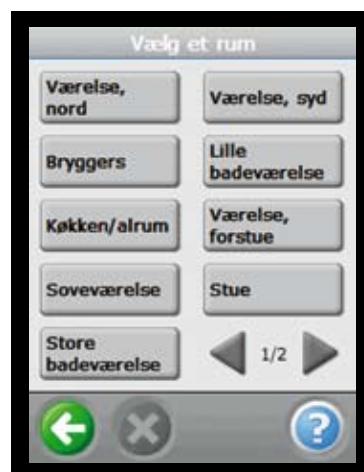 Vælg et rum
Værelse,
nord
Værelse, syd
Bryggers
Lille
badeværelse
Køkken/alrum
Værelse,
forstue
Soveværelse
Stue
Store
badeværelse
1/2
?